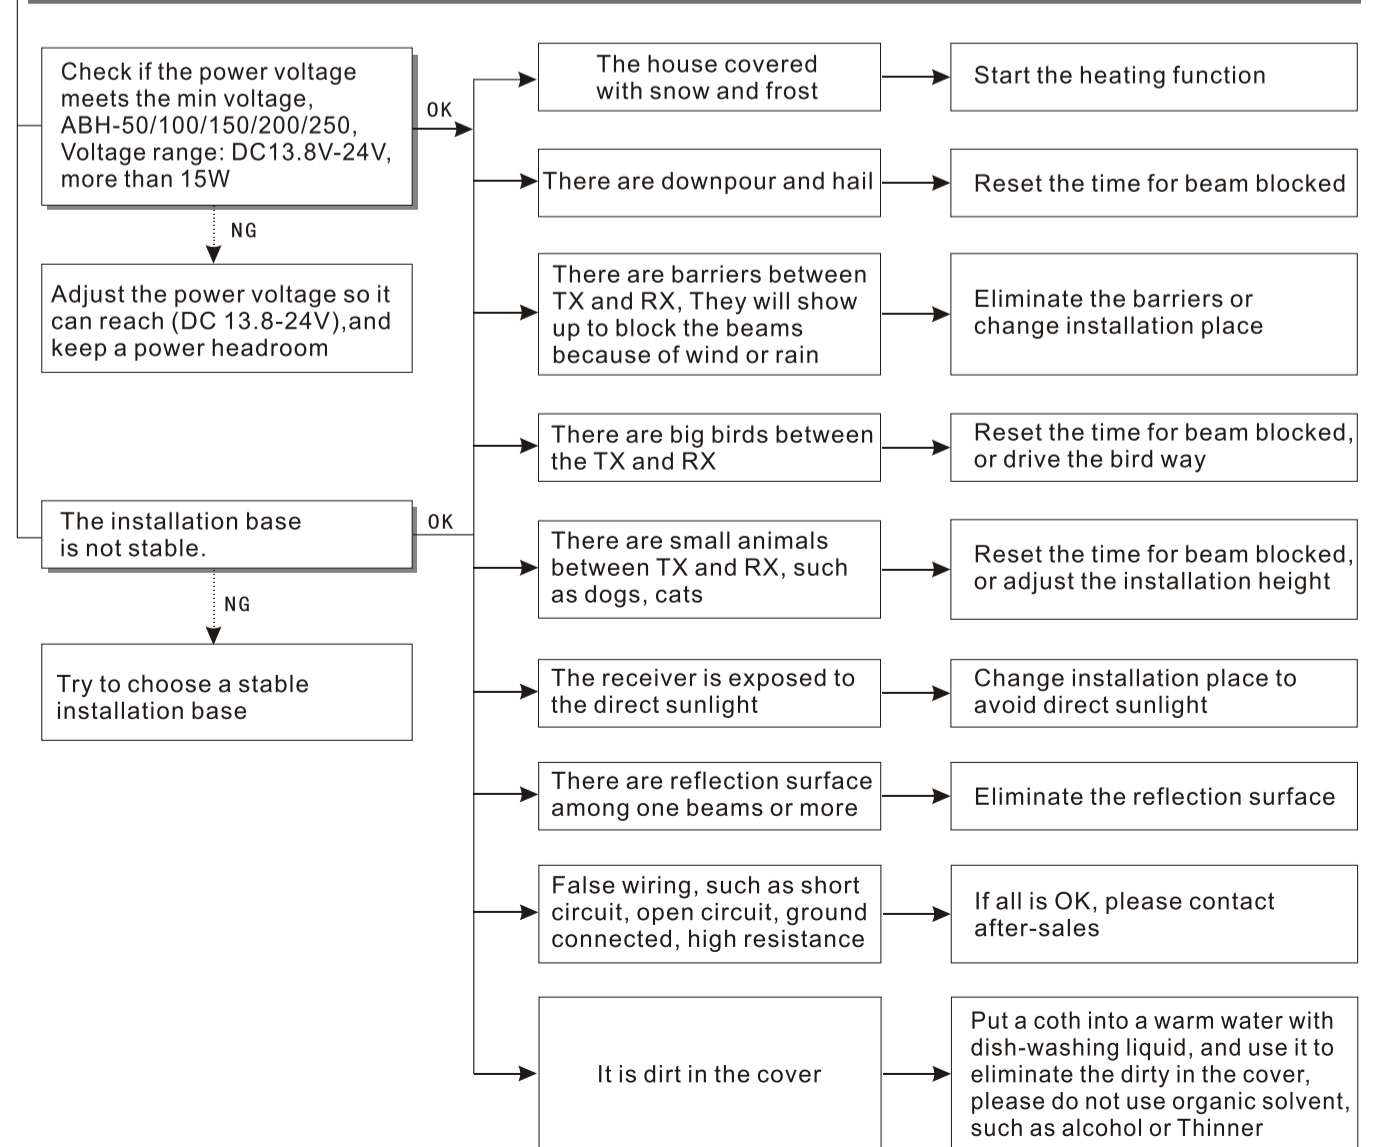 Check if the power voltage
meets the min voltage,
ABH-50/100/150/200/250,
Voltage range: DC13.8V-24V,
more than 15W
OK
NG
Adjust the power voltage so it
can reach (DC 13.8-24V),and
keep a power headroom
The installation base
is not stable.
OK
NG
Try to choose a stable
installation base
The house covered
with snow and frost
Start the heating function
There are downpour and hail
Reset the time for beam blocked
There are barriers between
TX and RX, They will show
up to block the beams
because of wind or rain
Eliminate the barriers or
change installation place
There are big birds between
the TX and RX
Reset the time for beam blocked,
or drive the bird way
There are small animals
between TX and RX, such
as dogs, cats
Reset the time for beam blocked,
or adjust the installation height
The receiver is exposed to
the direct sunlight
Change installation place to
avoid direct sunlight
There are reflection surface
among one beams or more
Eliminate the reflection surface
False wiring, such as short
circuit, open circuit, ground
connected, high resistance
If all is OK, please contact
after-sales
It is dirt in the cover
Put a coth into a warm water with
dish-washing liquid, and use it to
eliminate the dirty in the cover,
please do not use organic solvent,
such as alcohol or Thinner